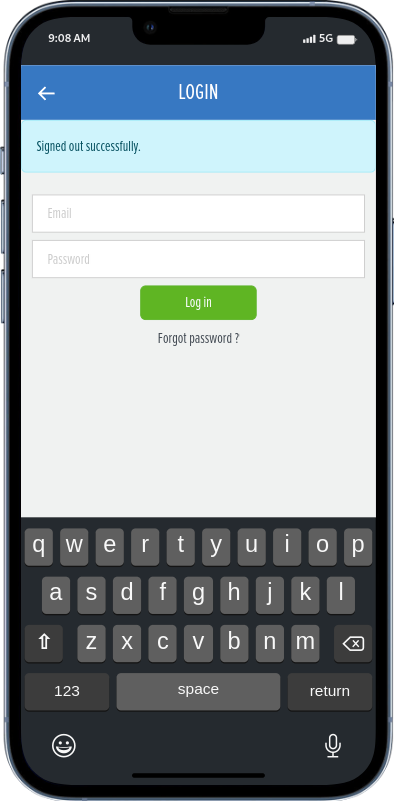 9:08 AM 5G
LOGIN
Signed out successfully.
Email
Password
Log in
Forgot password ?
q w e r t y u i o p
a s d f g h j k l
z x c v b n m
123 space return